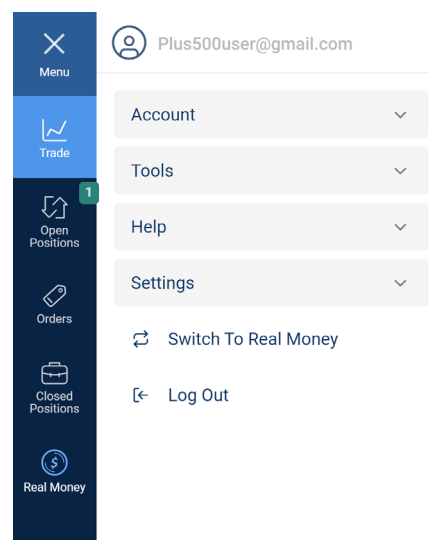 Menu
Trade
1
Open
Positions
Orders
Closed
Positions
$
Real Money
Plus500user@gmail.com
Account
Tools
Help
Settings
Switch To Real Money
Log Out